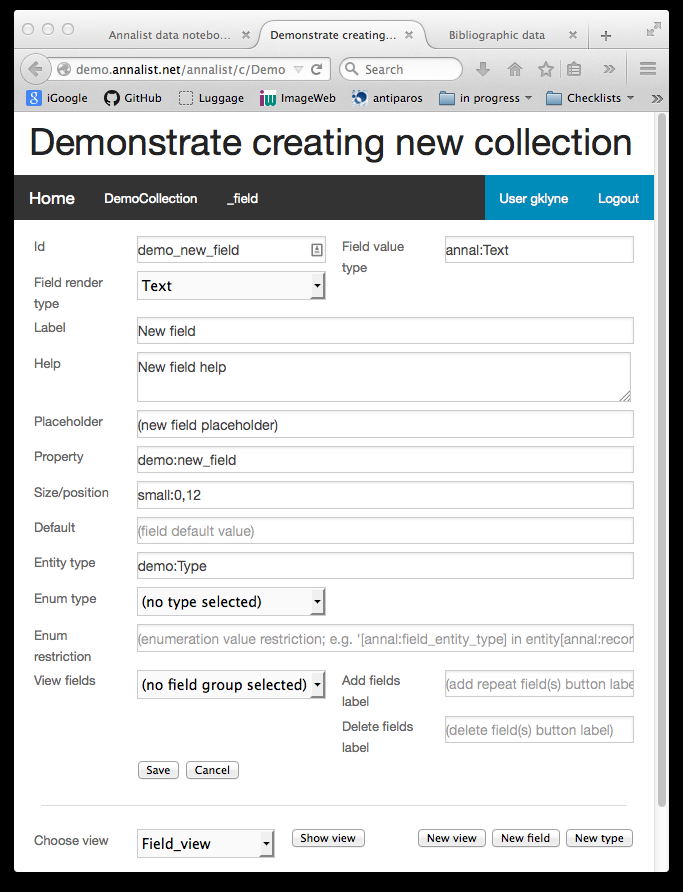 Annalist data notebo...
Demonstrate creating...
Bibliographic data
demo.annalist.net/annalist/c/Demo
Search
iGoogle GitHub Luggage ImageWeb antiparos in progress Checklists
Demonstrate creating new collection
Home DemoCollection _field User gklyne Logout
Id demo_new_field Field value type annal:Text
Field render type Text
Label New field
Help New field help
Placeholder (new field placeholder)
Property demo:new_field
Size/position small:0,12
Default (field default value)
Entity type demo:Type
Enum type (no type selected)
Enum restriction (enumeration value restriction; e.g. '[annal:field_entity_type] in entity[annal:recor
View fields (no field group selected) Add fields label (add repeat field(s) button labe
Delete fields label (delete field(s) button label)
Save Cancel
Choose view Field_view Show view New view New field New type